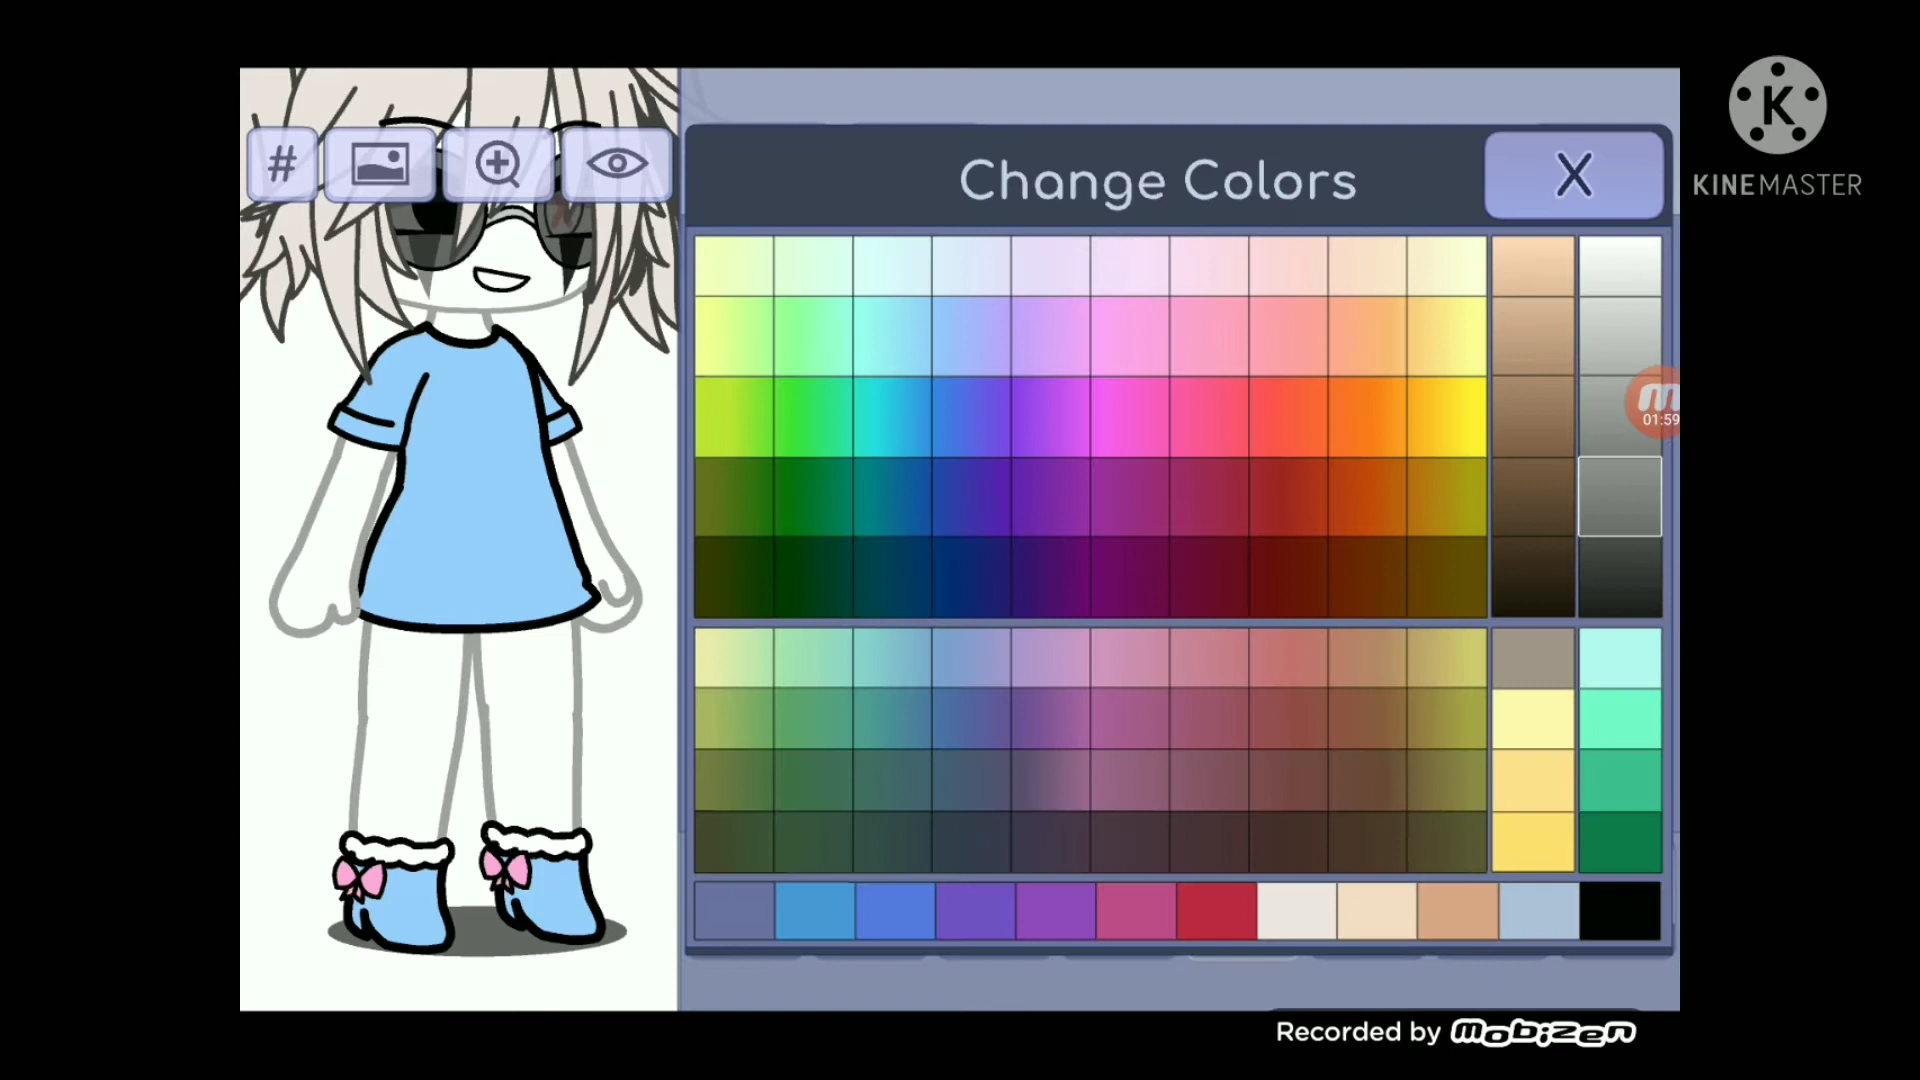 #
Change Colors
X
K
KINEMASTER
01:59
Recorded by mobizen